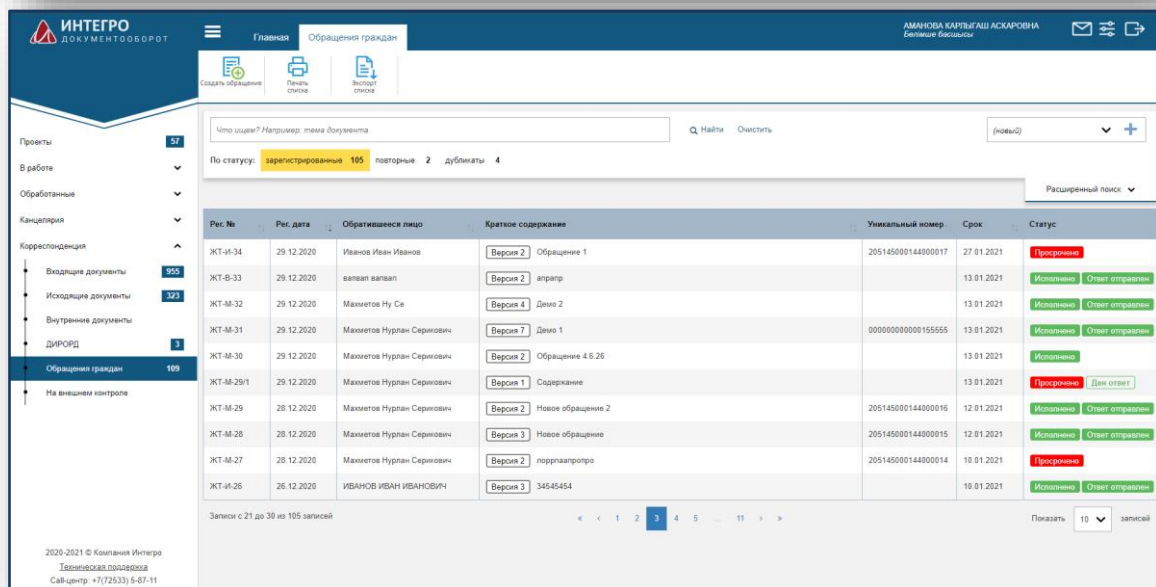 ИНТЕГРО
ДОКУМЕНТООБОРОТ
Главная Обращения граждан
АМАНОВА КАРЛЫГАШ АСКАРОВНА
Бөлімше басшысы
Создать обращение
Печать списка
Экспорт списка
Что ищем? Например: тема документа Найти Очистить (новый)
По статусу: зарегистрированные 105 повторные 2 дубликаты 4
Расширенный поиск
Проекты 57
В работе
Обработанные
Канцелярия
Корреспонденция
Входящие документы 955
Исходящие документы 323
Внутренние документы
ДИРОРД 3
Обращения граждан 109
На внешнем контроле
Рег. № Рег. дата Обратившееся лицо Краткое содержание Уникальный номер Срок Статус
ЖТ-И-34 29.12.2020 Иванов Иван Иванов Версия 2 Обращение 1 205145000144000017 27.01.2021 Просрочено
ЖТ-В-33 29.12.2020 вапвап вапвап Версия 2 апрапр 13.01.2021 Исполнено Ответ отправлен
ЖТ-М-32 29.12.2020 Махметов Ну Се Версия 4 Демо 2 13.01.2021 Исполнено Ответ отправлен
ЖТ-М-31 29.12.2020 Махметов Нурлан Серикович Версия 7 Демо 1 000000000000155555 13.01.2021 Исполнено Ответ отправлен
ЖТ-М-30 29.12.2020 Махметов Нурлан Серикович Версия 2 Обращение 4.6.26 13.01.2021 Исполнено
ЖТ-М-29/1 29.12.2020 Махметов Нурлан Серикович Версия 1 Содержание 13.01.2021 Просрочено Дан ответ
ЖТ-М-29 28.12.2020 Махметов Нурлан Серикович Версия 2 Новое обращение 2 205145000144000016 12.01.2021 Исполнено Ответ отправлен
ЖТ-М-28 28.12.2020 Махметов Нурлан Серикович Версия 3 Новое обращение 205145000144000015 12.01.2021 Исполнено Ответ отправлен
ЖТ-М-27 28.12.2020 Махметов Нурлан Серикович Версия 2 лоррпаапропро 205145000144000014 10.01.2021 Просрочено
ЖТ-И-26 26.12.2020 ИВАНОВ ИВАН ИВАНОВИЧ Версия 3 34545454 10.01.2021 Исполнено Ответ отправлен
Записи с 21 до 30 из 105 записей « ‹ 1 2 3 4 5 ... 11 › » Показать 10 записей
2020-2021 © Компания Интегро
Техническая поддержка
Call-центр: +7(72533) 5-87-11